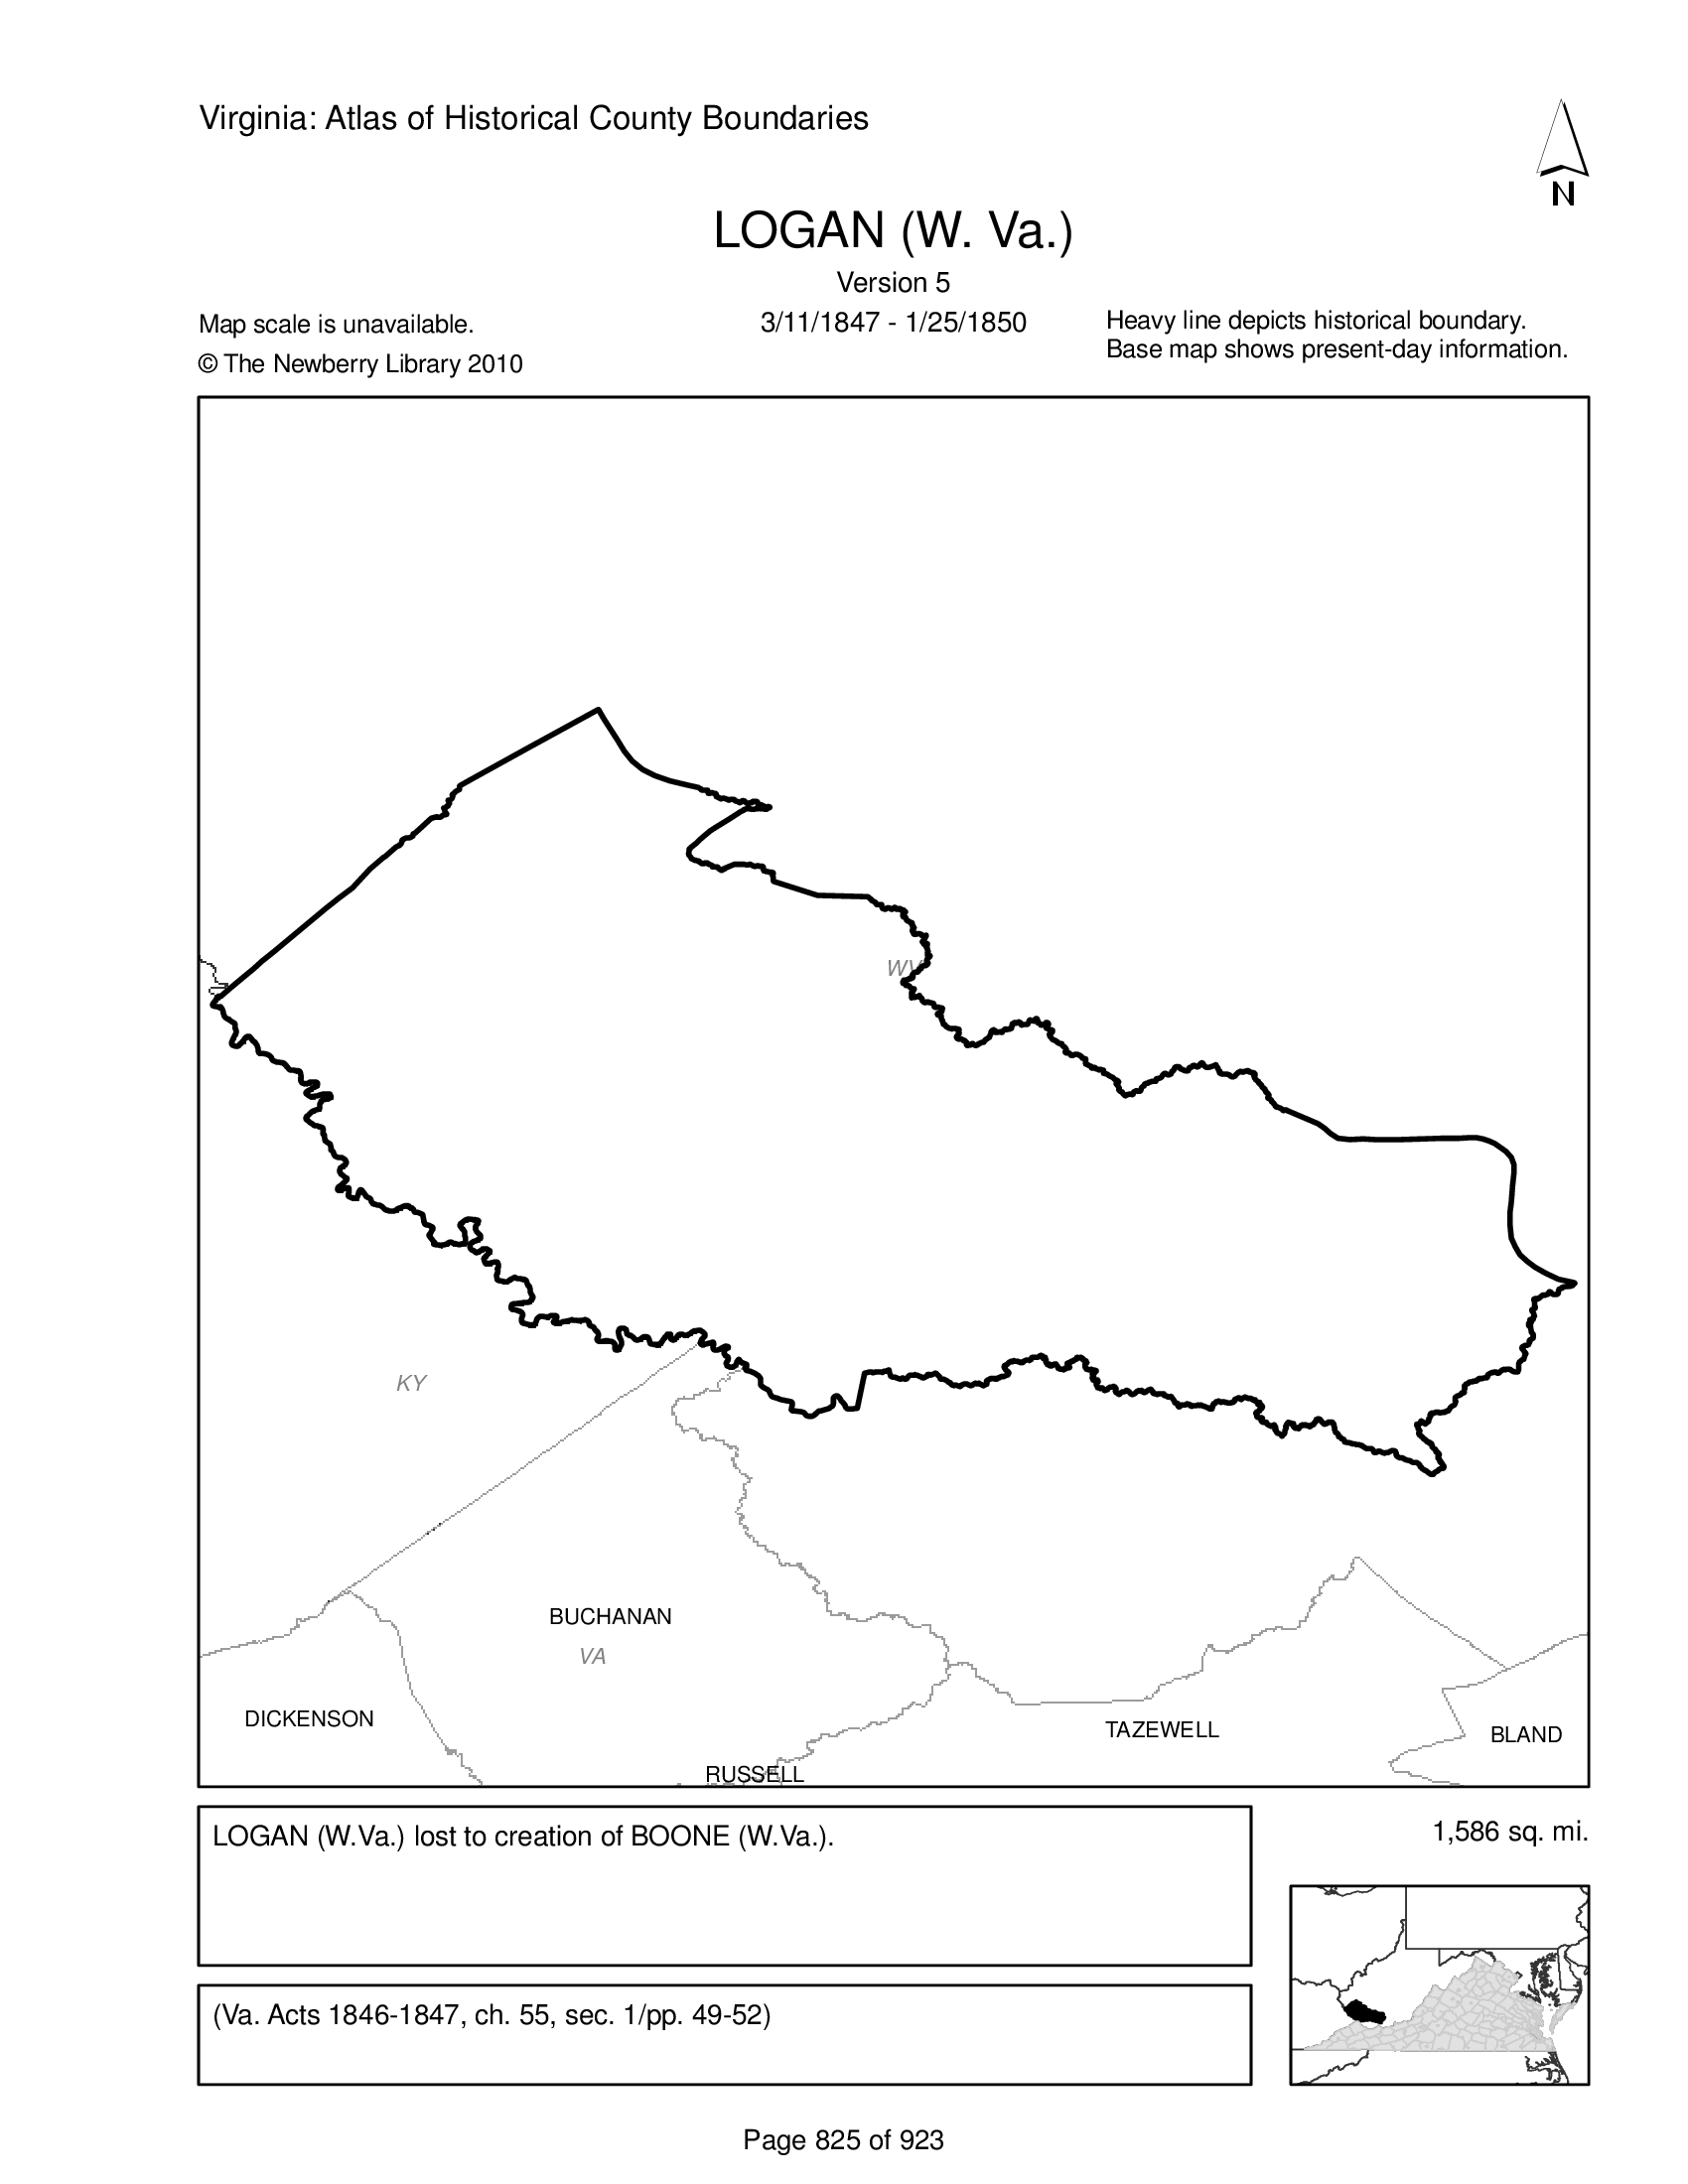 Virginia: Atlas of Historical County Boundaries
N
LOGAN (W. Va.)
Version 5
3/11/1847 - 1/25/1850
Map scale is unavailable.
© The Newberry Library 2010
Heavy line depicts historical boundary.
Base map shows present-day information.
WV
KY
BUCHANAN
VA
DICKENSON
TAZEWELL
BLAND
RUSSELL
LOGAN (W.Va.) lost to creation of BOONE (W.Va.).
1,586 sq. mi.
(Va. Acts 1846-1847, ch. 55, sec. 1/pp. 49-52)
Page 825 of 923